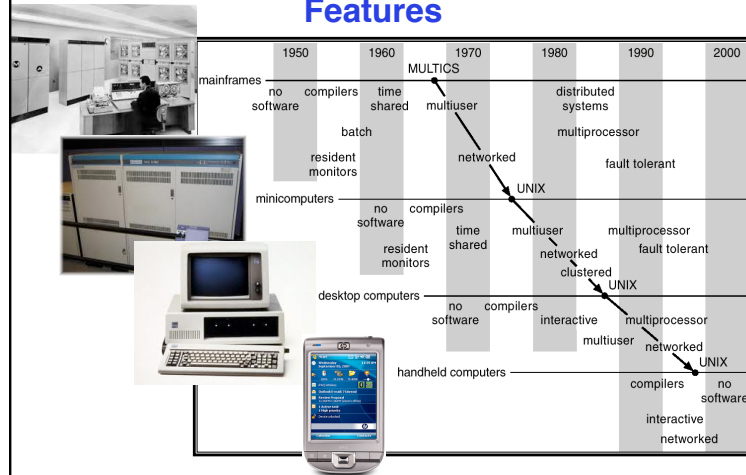 Features
1950 1960 1970 1980 1990 2000
MULTICS
mainframes
no software
compilers
time shared
multiuser
distributed systems
batch
multiprocessor
resident monitors
networked
fault tolerant
UNIX
minicomputers
no software
compilers
time shared
multiuser
multiprocessor
resident monitors
networked
fault tolerant
clustered
UNIX
desktop computers
no software
compilers
interactive
multiprocessor
multiuser
networked
UNIX
handheld computers
compilers
no software
interactive
networked